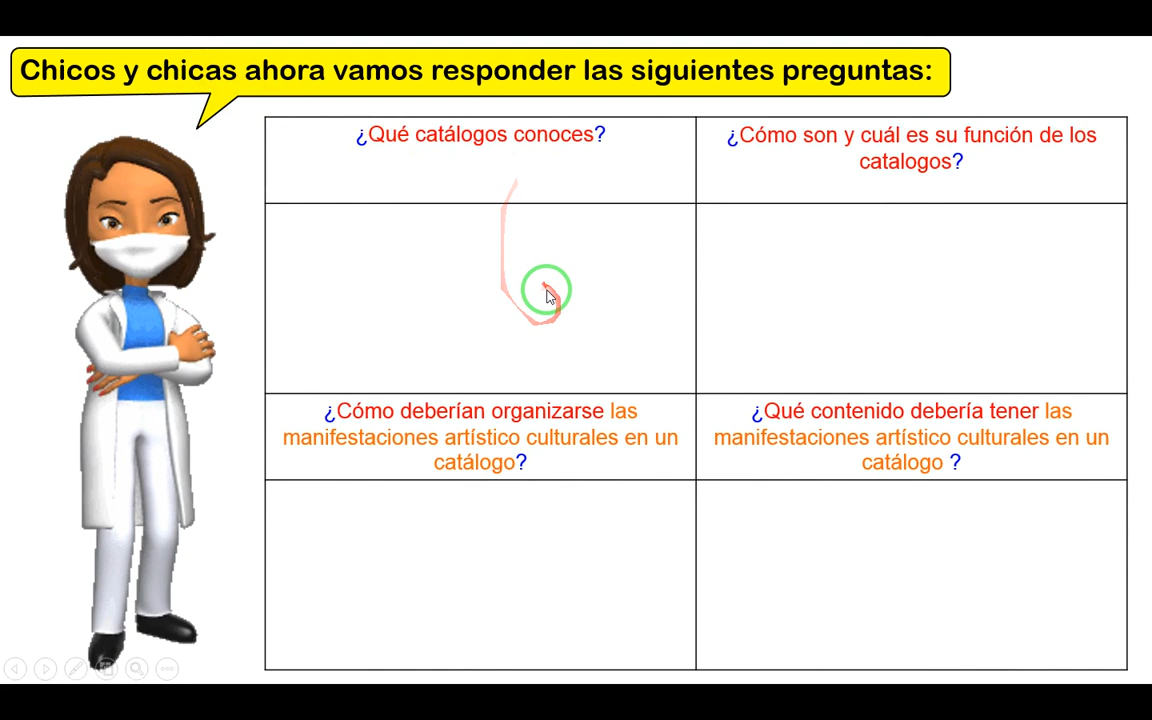 Chicos y chicas ahora vamos responder las siguientes preguntas:
¿Qué catálogos conoces?
¿Cómo son y cuál es su función de los
catalogos?
¿Cómo deberían organizarse las
manifestaciones artístico culturales en un
catálogo?
¿Qué contenido debería tener las
manifestaciones artístico culturales en un
catálogo ?